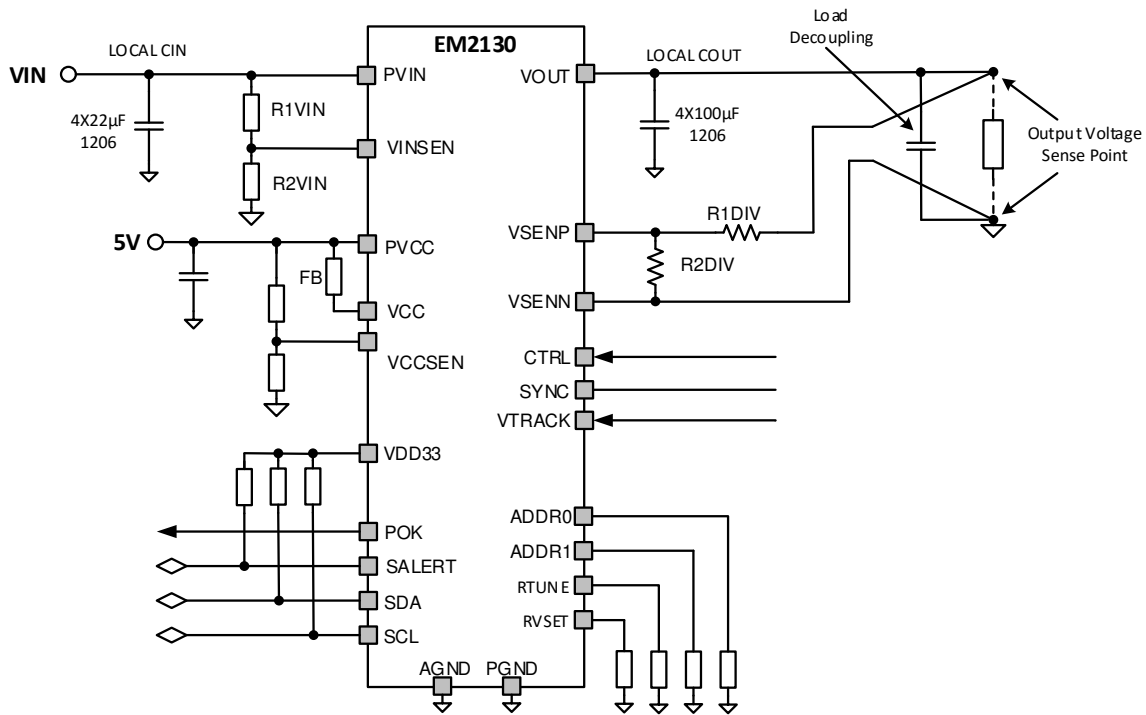 EM2130
LOCAL CIN
VIN
PVIN
R1VIN
4X22µF
1206
VINSEN
R2VIN
5V
PVCC
FB
VCC
VCCSEN
VDD33
POK
SALERT
SDA
SCL
AGND
PGND
VOUT
LOCAL COUT
Load
Decoupling
4X100µF
1206
Output Voltage
Sense Point
R1DIV
VSENP
R2DIV
VSENN
CTRL
SYNC
VTRACK
ADDR0
ADDR1
RTUNE
RVSET